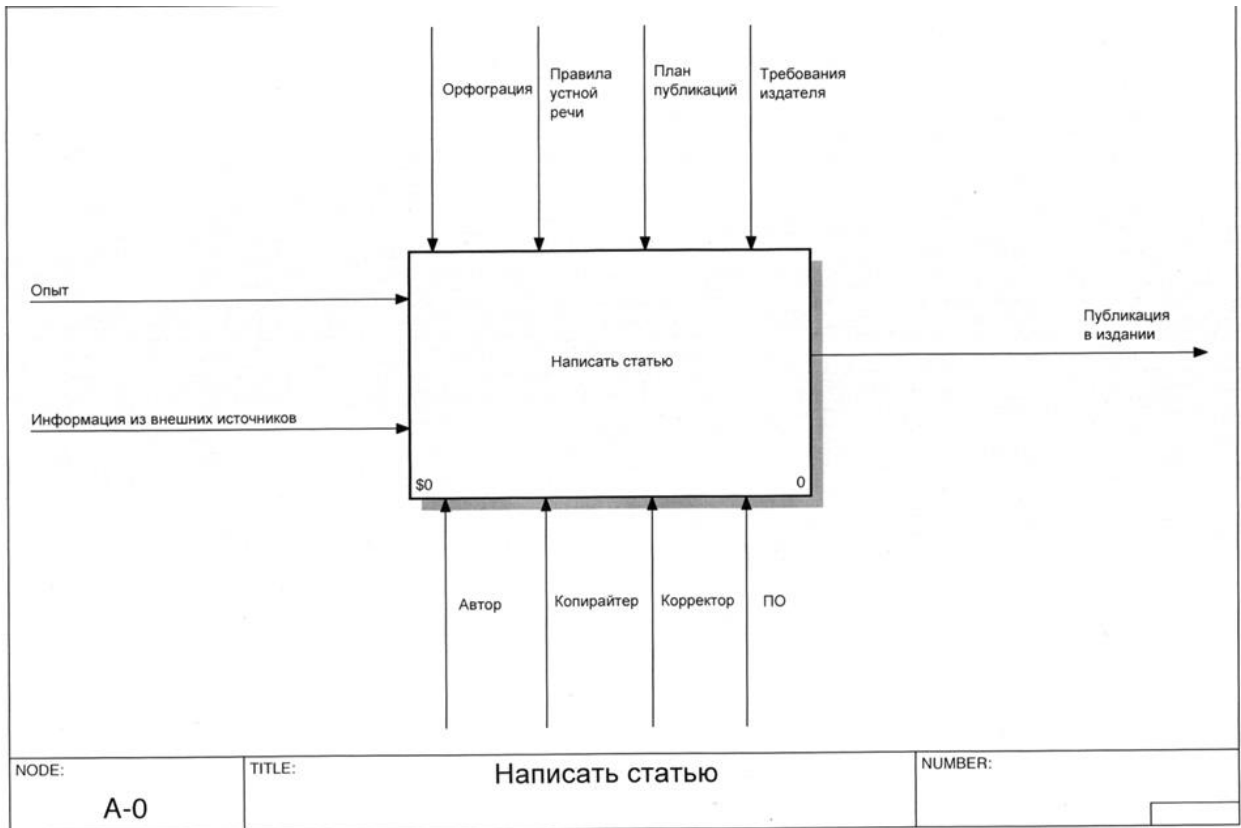 Орфограция
Правила
устной
речи
План
публикаций
Требования
издателя
Опыт
Информация из внешних источников
Написать статью
$0
0
Публикация
в издании
Автор
Копирайтер
Корректор
ПО
NODE:
A-0
TITLE:
Написать статью
NUMBER: